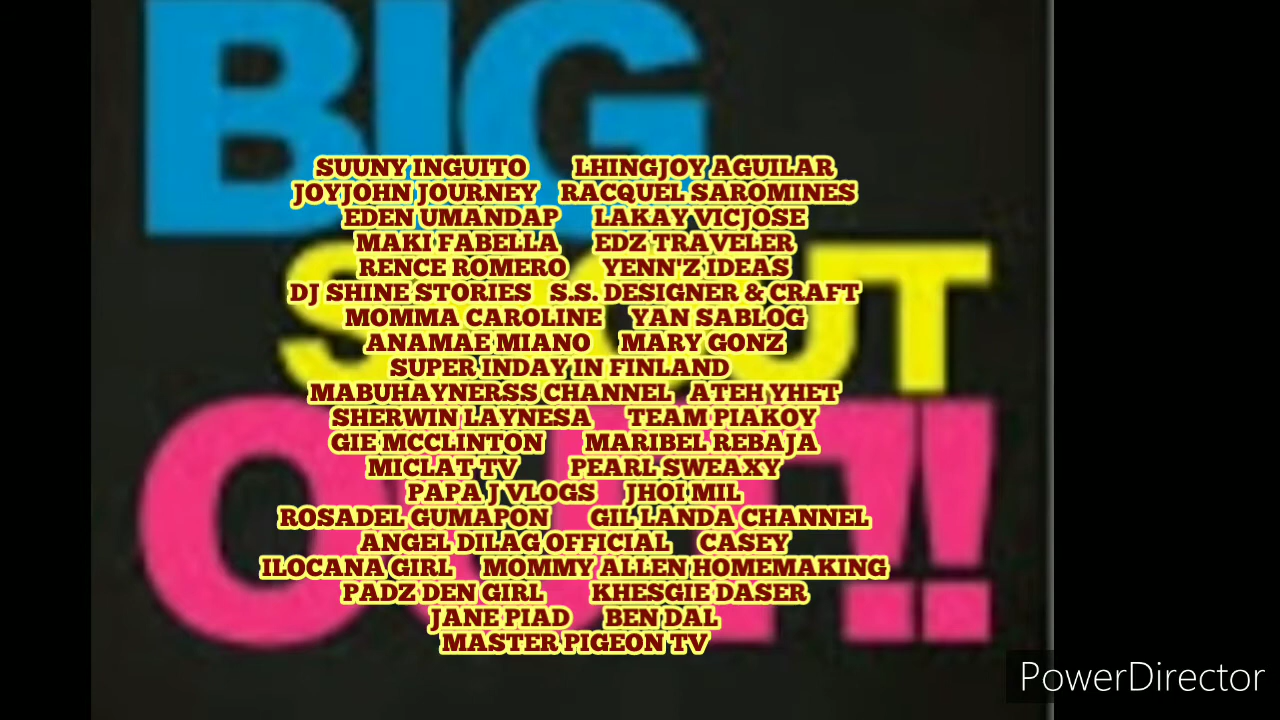 BIG
SHOUT
OUT!!
SUUNY INGUITO LHINGJOY AGUILAR
JOYJOHN JOURNEY RACQUEL SAROMINES
EDEN UMANDAP LAKAY VICJOSE
MAKI FABELLA EDZ TRAVELER
RENCE ROMERO YENN'Z IDEAS
DJ SHINE STORIES S.S. DESIGNER & CRAFT
MOMMA CAROLINE YAN SABLOG
ANAMAE MIANO MARY GONZ
SUPER INDAY IN FINLAND
MABUHAYNERSS CHANNEL ATEH YHET
SHERWIN LAYNESA TEAM PIAKOY
GIE MCCLINTON MARIBEL REBAJA
MICLAT TV PEARL SWEAXY
PAPA J VLOGS JHOI MIL
ROSADEL GUMAPON GIL LANDA CHANNEL
ANGEL DILAG OFFICIAL CASEY
ILOCANA GIRL MOMMY ALLEN HOMEMAKING
PADZ DEN GIRL KHESGIE DASER
JANE PIAD BEN DAL
MASTER PIGEON TV
PowerDirector